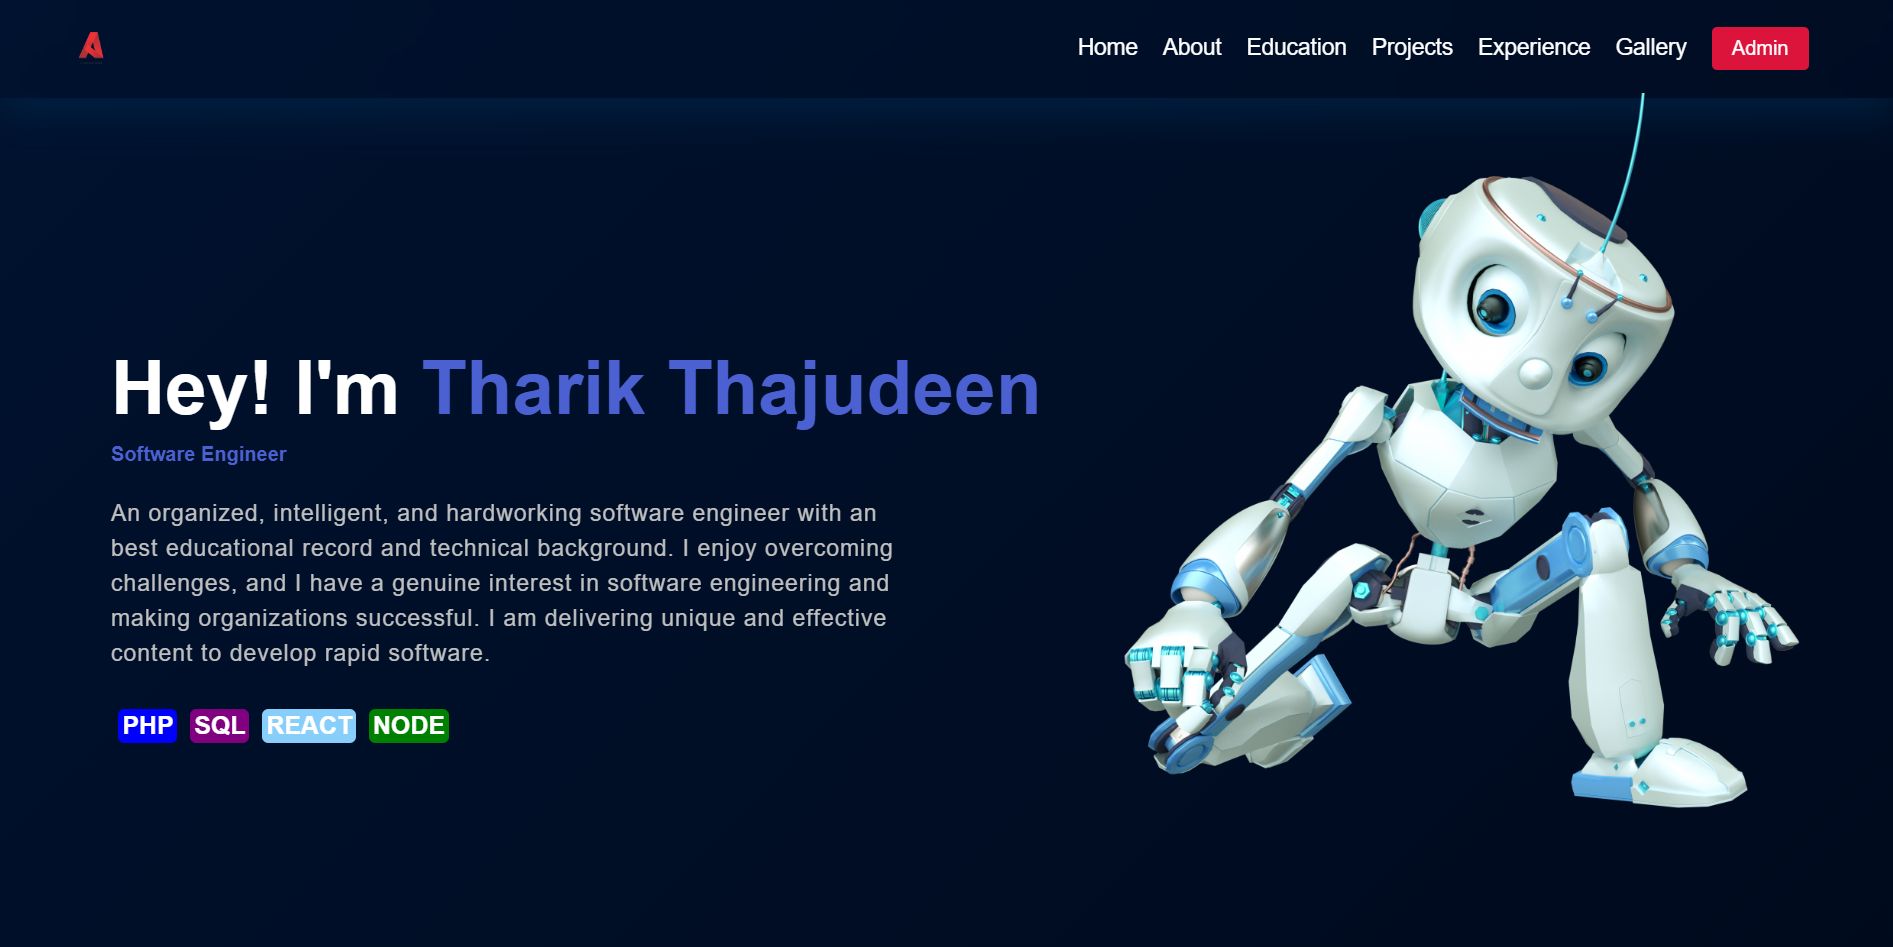 A
Home About Education Projects Experience Gallery Admin
Hey! I'm Tharik Thajudeen
Software Engineer
An organized, intelligent, and hardworking software engineer with an
best educational record and technical background. I enjoy overcoming
challenges, and I have a genuine interest in software engineering and
making organizations successful. I am delivering unique and effective
content to develop rapid software.
PHP SQL REACT NODE